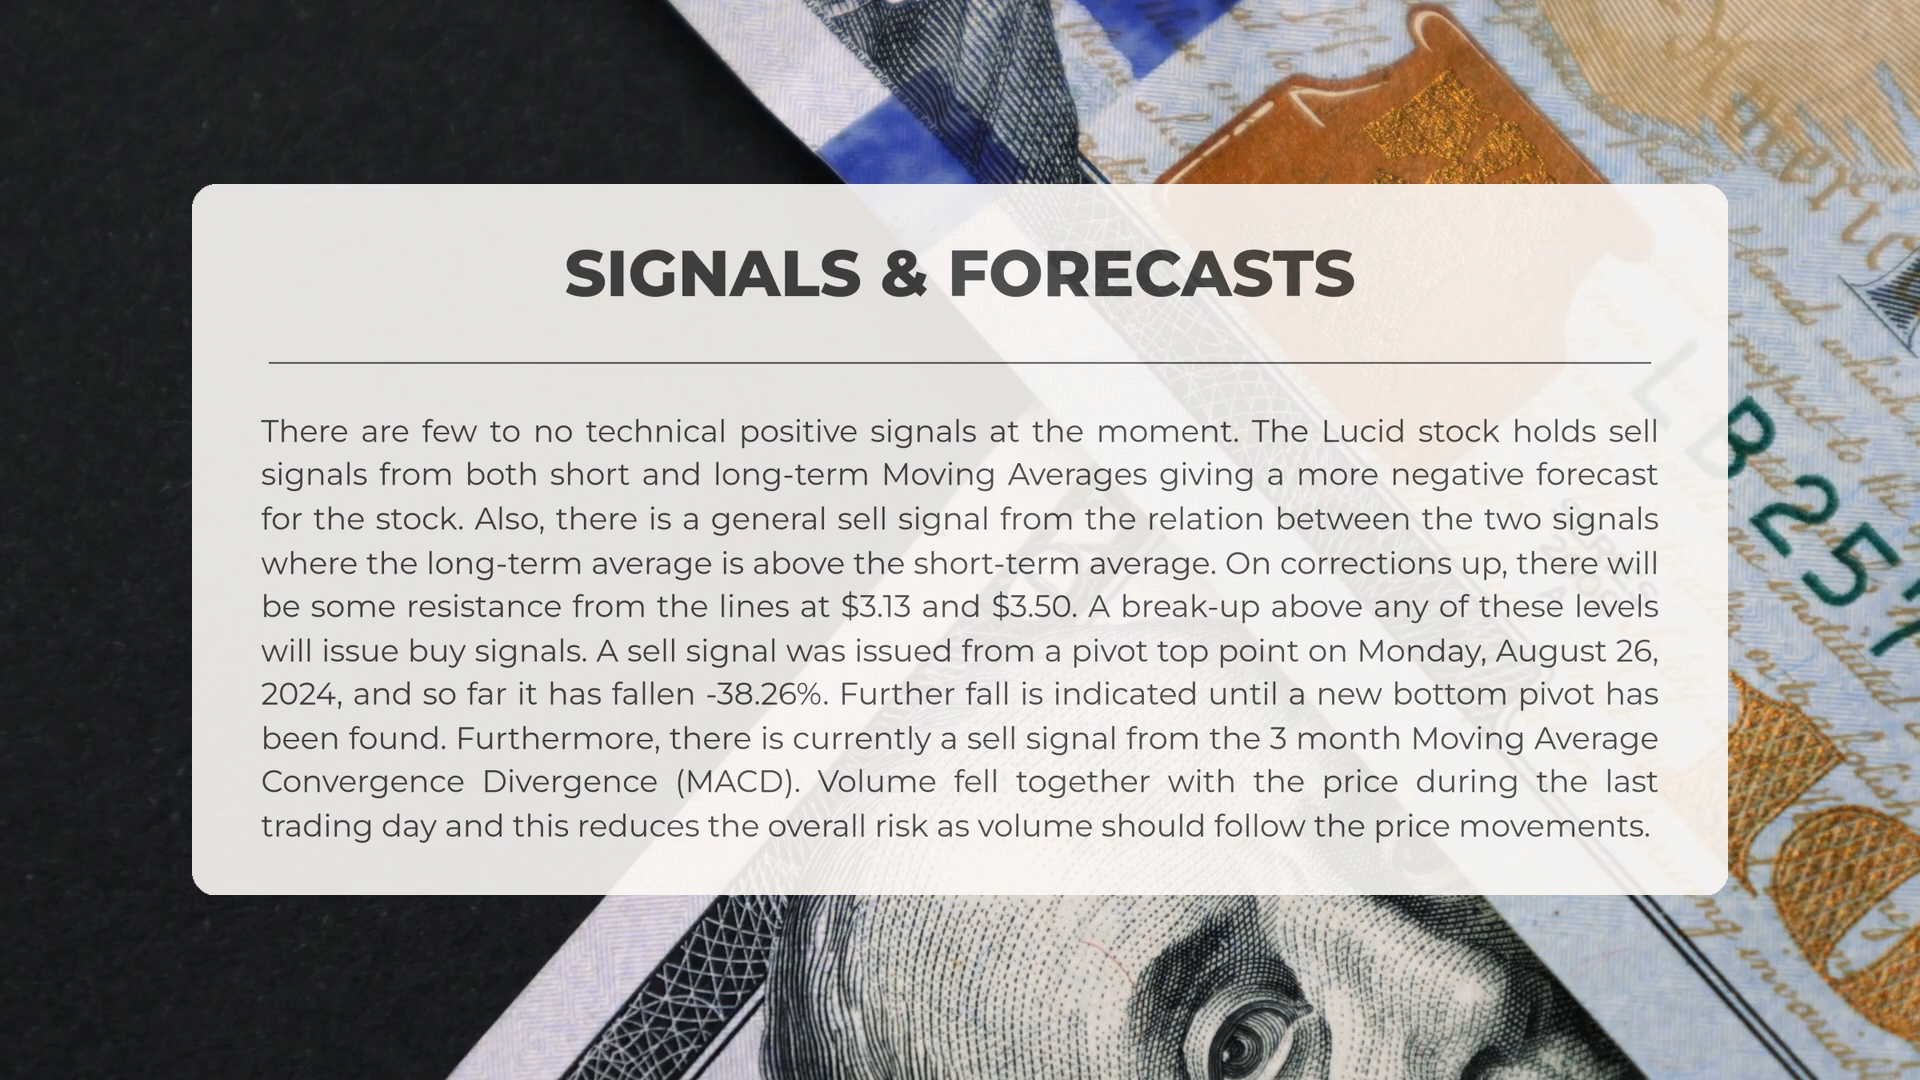 SIGNALS & FORECASTS
There are few to no technical positive signals at the moment. The Lucid stock holds sell
signals from both short and long-term Moving Averages giving a more negative forecast
for the stock. Also, there is a general sell signal from the relation between the two signals
where the long-term average is above the short-term average. On corrections up, there will
be some resistance from the lines at $3.13 and $3.50. A break-up above any of these levels
will issue buy signals. A sell signal was issued from a pivot top point on Monday, August 26,
2024, and so far it has fallen -38.26%. Further fall is indicated until a new bottom pivot has
been found. Furthermore, there is currently a sell signal from the 3 month Moving Average
Convergence Divergence (MACD). Volume fell together with the price during the last
trading day and this reduces the overall risk as volume should follow the price movements.
LB25